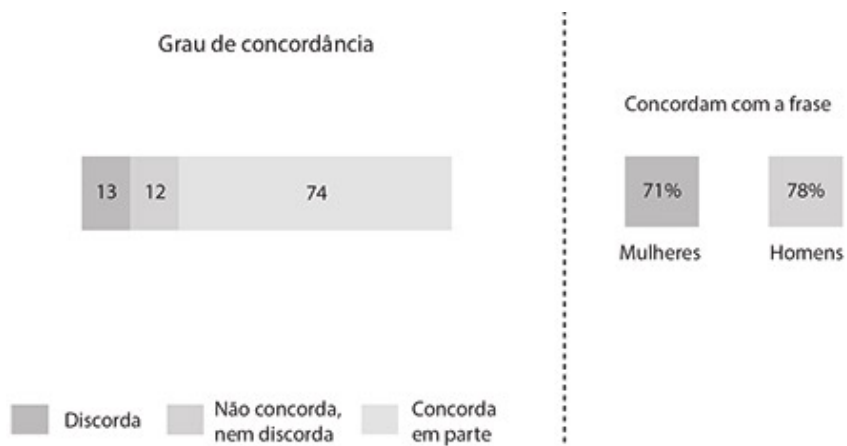 Grau de concordância
13 12 74
Discorda
Não concorda,
nem discorda
Concorda
em parte
Concordam com a frase
71% 78%
Mulheres Homens